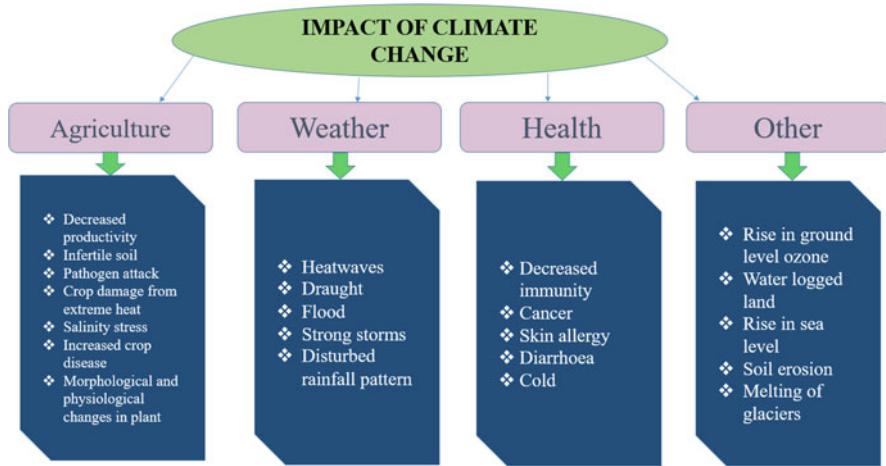 IMPACT OF CLIMATE
CHANGE
Agriculture
❖ Decreased
productivity
❖ Infertile soil
❖ Pathogen attack
❖ Crop damage from
extreme heat
❖ Salinity stress
❖ Increased crop
disease
❖ Morphological and
physiological
changes in plant
Weather
❖ Heatwaves
❖ Draught
❖ Flood
❖ Strong storms
❖ Disturbed
rainfall pattern
Health
❖ Decreased
immunity
❖ Cancer
❖ Skin allergy
❖ Diarrhoea
❖ Cold
Other
❖ Rise in ground
level ozone
❖ Water logged
land
❖ Rise in sea
level
❖ Soil erosion
❖ Melting of
glaciers